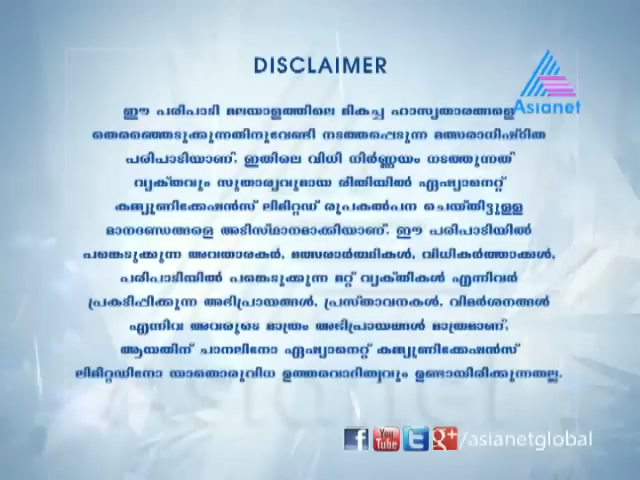 DISCLAIMER
Asianet
ഈ പരിപാടി മലയാളത്തിലെ മികച്ച ഹാസ്യതാരങ്ങളെ
തെരഞ്ഞെടുക്കുന്നതിനുവേണ്ടി നടത്തപ്പെടുന്ന മത്സരാനിഷ്ഠിത
പരിപാടിയാണ്. ഇതിലെ വിധി നിർണ്ണയം നടത്തുന്നത്
വ്യക്തവും സുതാര്യവുമായ രീതിയിൽ ഏഷ്യാനെറ്റ്
കമ്മ്യൂണിക്കേഷൻസ് ലിമിറ്റഡ് രൂപകൽപന ചെയ്തിട്ടുളള
മാനദണ്ഡങ്ങളെ അടിസ്ഥാനമാക്കിയാണ്. ഈ പരിപാടിയിൽ
പങ്കെടുക്കുന്ന അവതാരകർ, മത്സരാർത്ഥികൾ, വിധികർത്താക്കൾ,
പരിപാടിയിൽ പങ്കെടുക്കുന്ന മറ്റ് വ്യക്തികൾ എന്നിവർ
പ്രകടിപ്പിക്കുന്ന അഭിപ്രായങ്ങൾ, പ്രസ്താവനകൾ, വിമർശനങ്ങൾ
എന്നിവ അവരുടെ മാത്രം അഭിപ്രായങ്ങൾ മാത്രമാണ്,
ആയതിന് ചാനലിനോ ഏഷ്യാനെറ്റ് കമ്മ്യൂണിക്കേഷൻസ്
ലിമിറ്റഡിനോ യാതൊരുവിധ ഉത്തരവാദിത്വവും ഉണ്ടായിരിക്കുന്നതല്ല.
f You Tube t g+ /asianetglobal